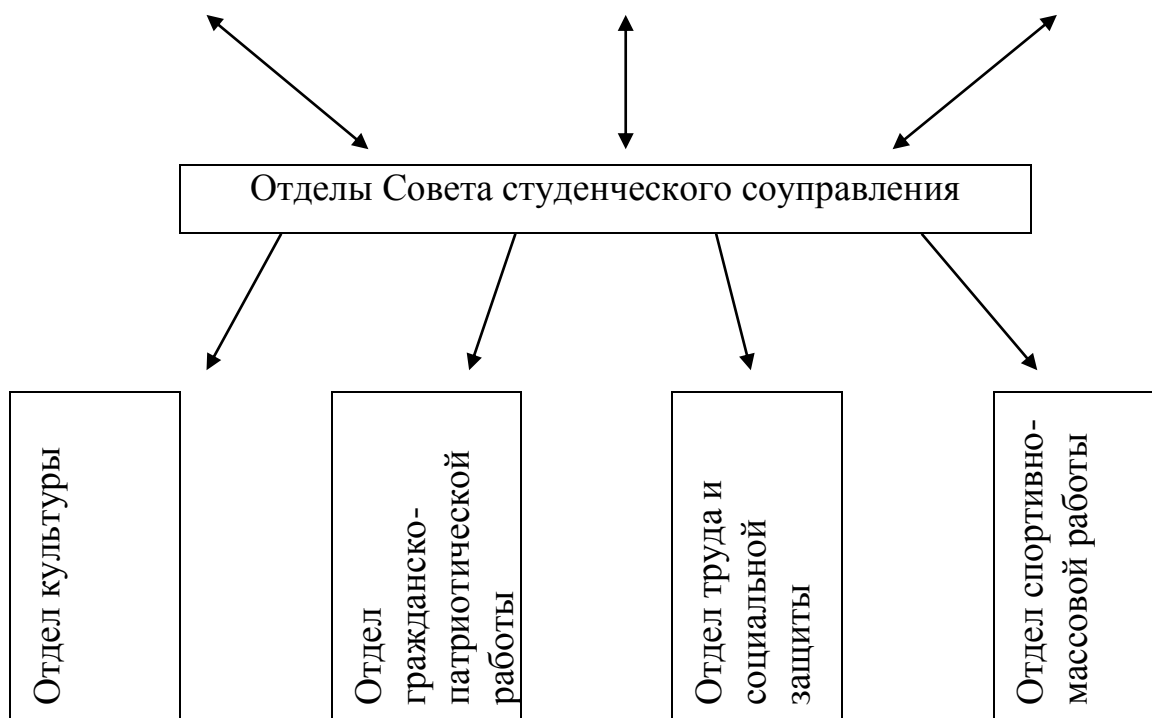 Отделы Совета студенческого соуправления
Отдел культуры
Отдел
гражданско-
патриотической
работы
Отдел труда и
социальной
защиты
Отдел спортивно-
массовой работы